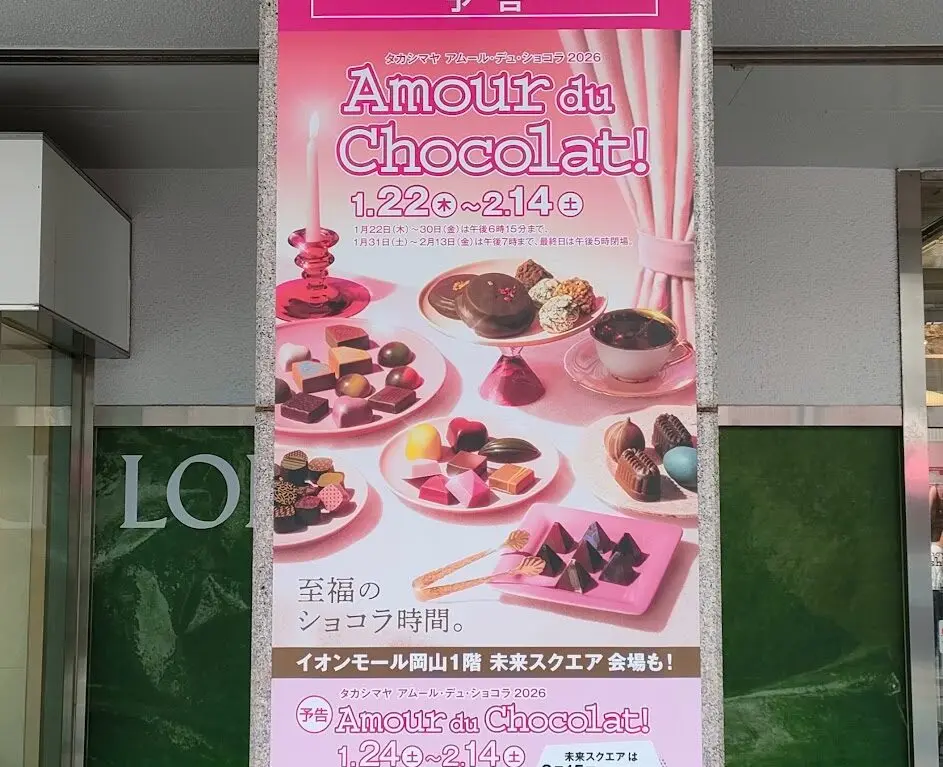 予告
タカシマヤ アムール・デュ・ショコラ 2026
Amour du
Chocolat!
1.22木〜2.14土
1月22日(木)〜30日(金)は午後6時15分まで、
1月31日(土)〜2月13日(金)は午後7時まで、最終日は午後5時閉場。
LO
至福の
ショコラ時間。
イオンモール岡山1階 未来スクエア 会場も!
タカシマヤ アムール・デュ・ショコラ 2026
予告
Amour du Chocolat!
1.24土〜2.14土
未来スクエア は